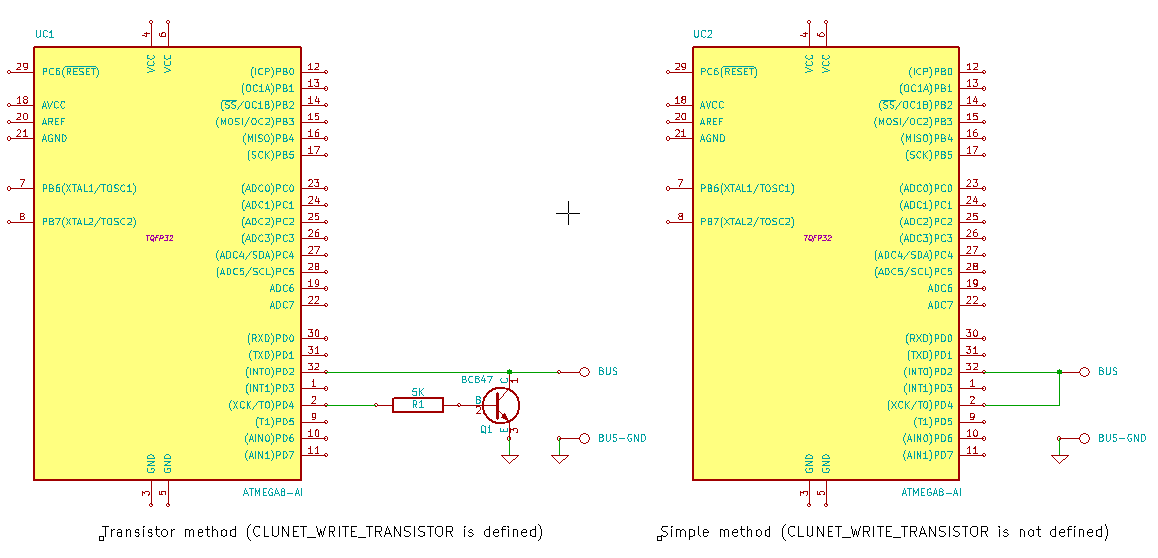 UC1
4
6
VCC
VCC
29 PC6(RESET)
18 AVCC
20 AREF
21 AGND
7 PB6(XTAL1/TOSC1)
8 PB7(XTAL2/TOSC2)
TQFP32
(ICP)PB0 12
(OC1A)PB1 13
(SS/OC1B)PB2 14
(MOSI/OC2)PB3 15
(MISO)PB4 16
(SCK)PB5 17
(ADC0)PC0 23
(ADC1)PC1 24
(ADC2)PC2 25
(ADC3)PC3 26
(ADC4/SDA)PC4 27
(ADC5/SCL)PC5 28
ADC6 19
ADC7 22
(RXD)PD0 30
(TXD)PD1 31
(INT0)PD2 32
(INT1)PD3 1
(XCK/T0)PD4 2
(T1)PD5 9
(AIN0)PD6 10
(AIN1)PD7 11
GND
GND
3
5
ATMEGA8-AI
5K
R1
BC847
C
1
B
2
E
3
Q1
BUS
BUS-GND
Transistor method (CLUNET_WRITE_TRANSISTOR is defined)
UC2
4
6
VCC
VCC
29 PC6(RESET)
18 AVCC
20 AREF
21 AGND
7 PB6(XTAL1/TOSC1)
8 PB7(XTAL2/TOSC2)
TQFP32
(ICP)PB0 12
(OC1A)PB1 13
(SS/OC1B)PB2 14
(MOSI/OC2)PB3 15
(MISO)PB4 16
(SCK)PB5 17
(ADC0)PC0 23
(ADC1)PC1 24
(ADC2)PC2 25
(ADC3)PC3 26
(ADC4/SDA)PC4 27
(ADC5/SCL)PC5 28
ADC6 19
ADC7 22
(RXD)PD0 30
(TXD)PD1 31
(INT0)PD2 32
(INT1)PD3 1
(XCK/T0)PD4 2
(T1)PD5 9
(AIN0)PD6 10
(AIN1)PD7 11
GND
GND
3
5
ATMEGA8-AI
BUS
BUS-GND
Simple method (CLUNET_WRITE_TRANSISTOR is not defined)